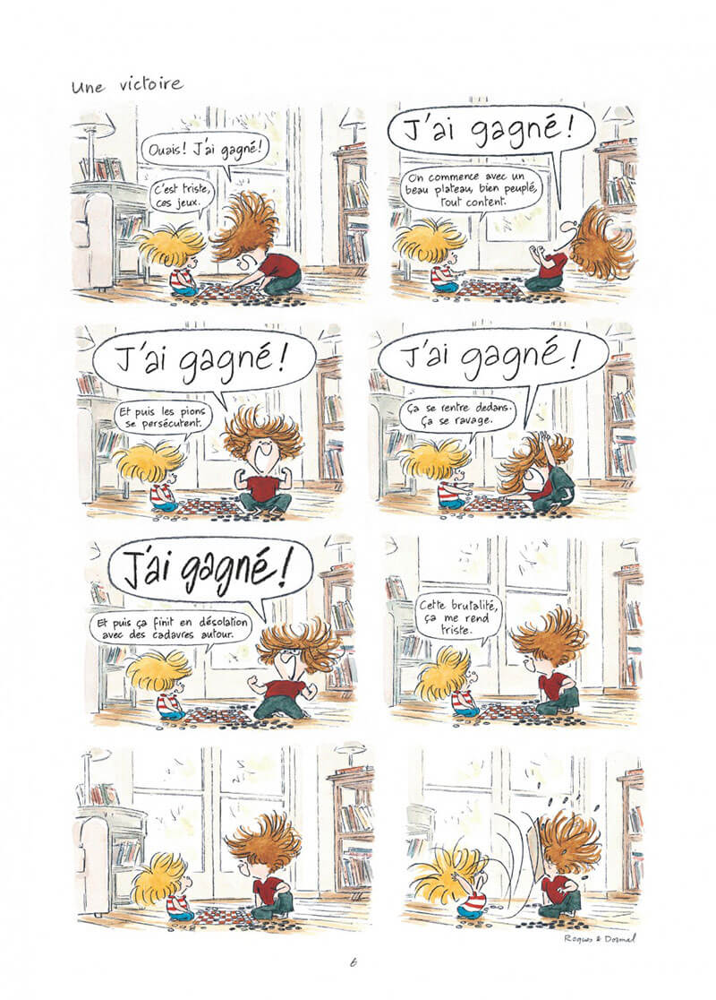 Une victoire
Ouais! J'ai gagné!
C'est triste,
ces jeux.
J'ai gagné!
On commence avec un
beau plateau, bien peuplé,
tout content.
J'ai gagné!
Et puis les pions
se persécutent.
J'ai gagné!
Ça se rentre dedans.
Ça se ravage.
J'ai gagné!
Et puis ça finit en désolation
avec des cadavres autour.
Cette brutalité,
ça me rend
triste.
Roques & Dormal
6